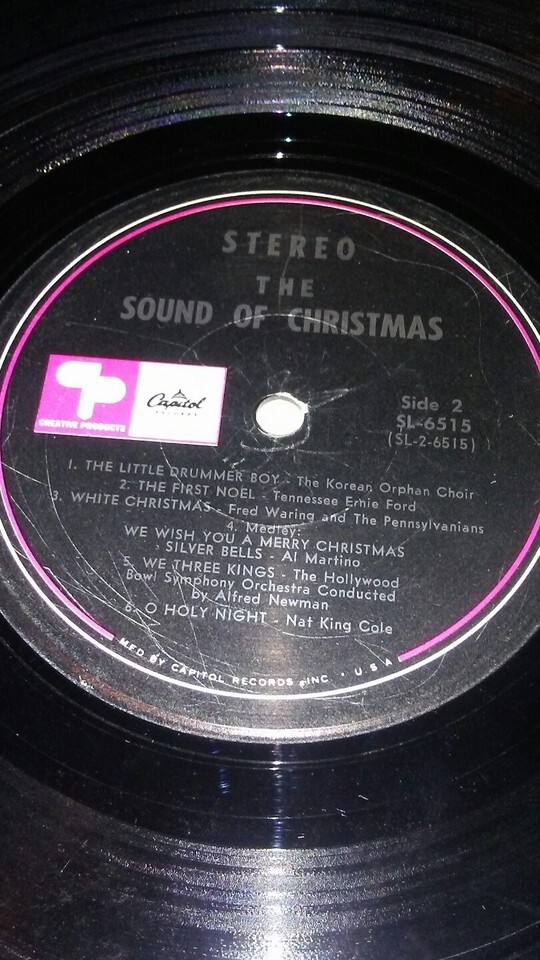 STEREO
THE
SOUND OF CHRISTMAS
CREATIVE PRODUCTS
Capitol
RECORDS
Side 2
SL-6515
(SL-2-6515)
1. THE LITTLE DRUMMER BOY - The Korean Orphan Choir
2. THE FIRST NOEL - Tennessee Ernie Ford
3. WHITE CHRISTMAS - Fred Waring and The Pennsylvanians
4. Medley:
WE WISH YOU A MERRY CHRISTMAS
SILVER BELLS - Al Martino
5. WE THREE KINGS - The Hollywood
Bowl Symphony Orchestra Conducted
by Alfred Newman
6. O HOLY NIGHT - Nat King Cole
MFD BY CAPITOL RECORDS, INC. • U S A